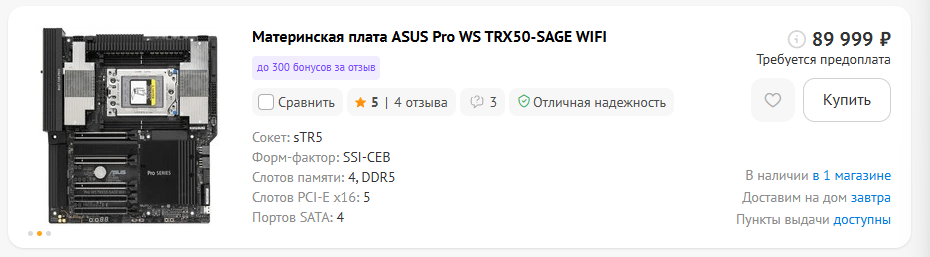 Материнская плата ASUS Pro WS TRX50-SAGE WIFI
89 999 ₽
Требуется предоплата
до 300 бонусов за отзыв
Сравнить
5 | 4 отзыва
3
Отличная надежность
Купить
Сокет: sTR5
Форм-фактор: SSI-CEB
Слотов памяти: 4, DDR5
Слотов PCI-E x16: 5
Портов SATA: 4
В наличии в 1 магазине
Доставим на дом завтра
Пункты выдачи доступны
Pro SERIES